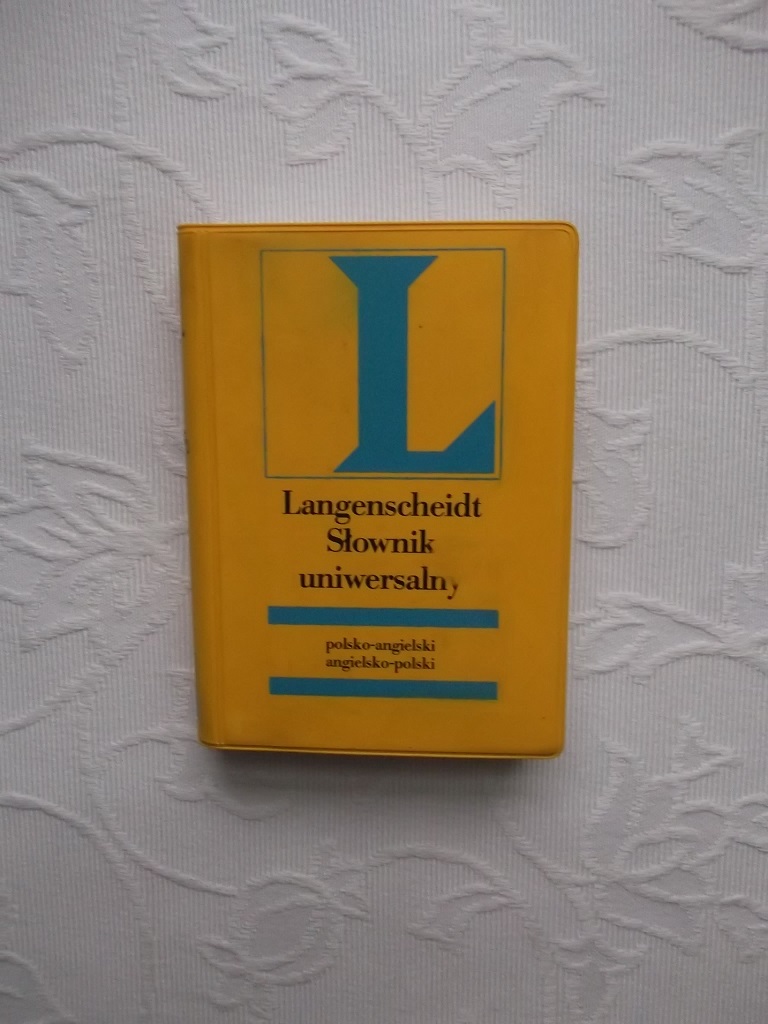 L
Langenscheidt
Słownik
uniwersalny
polsko-angielski
angielsko-polski